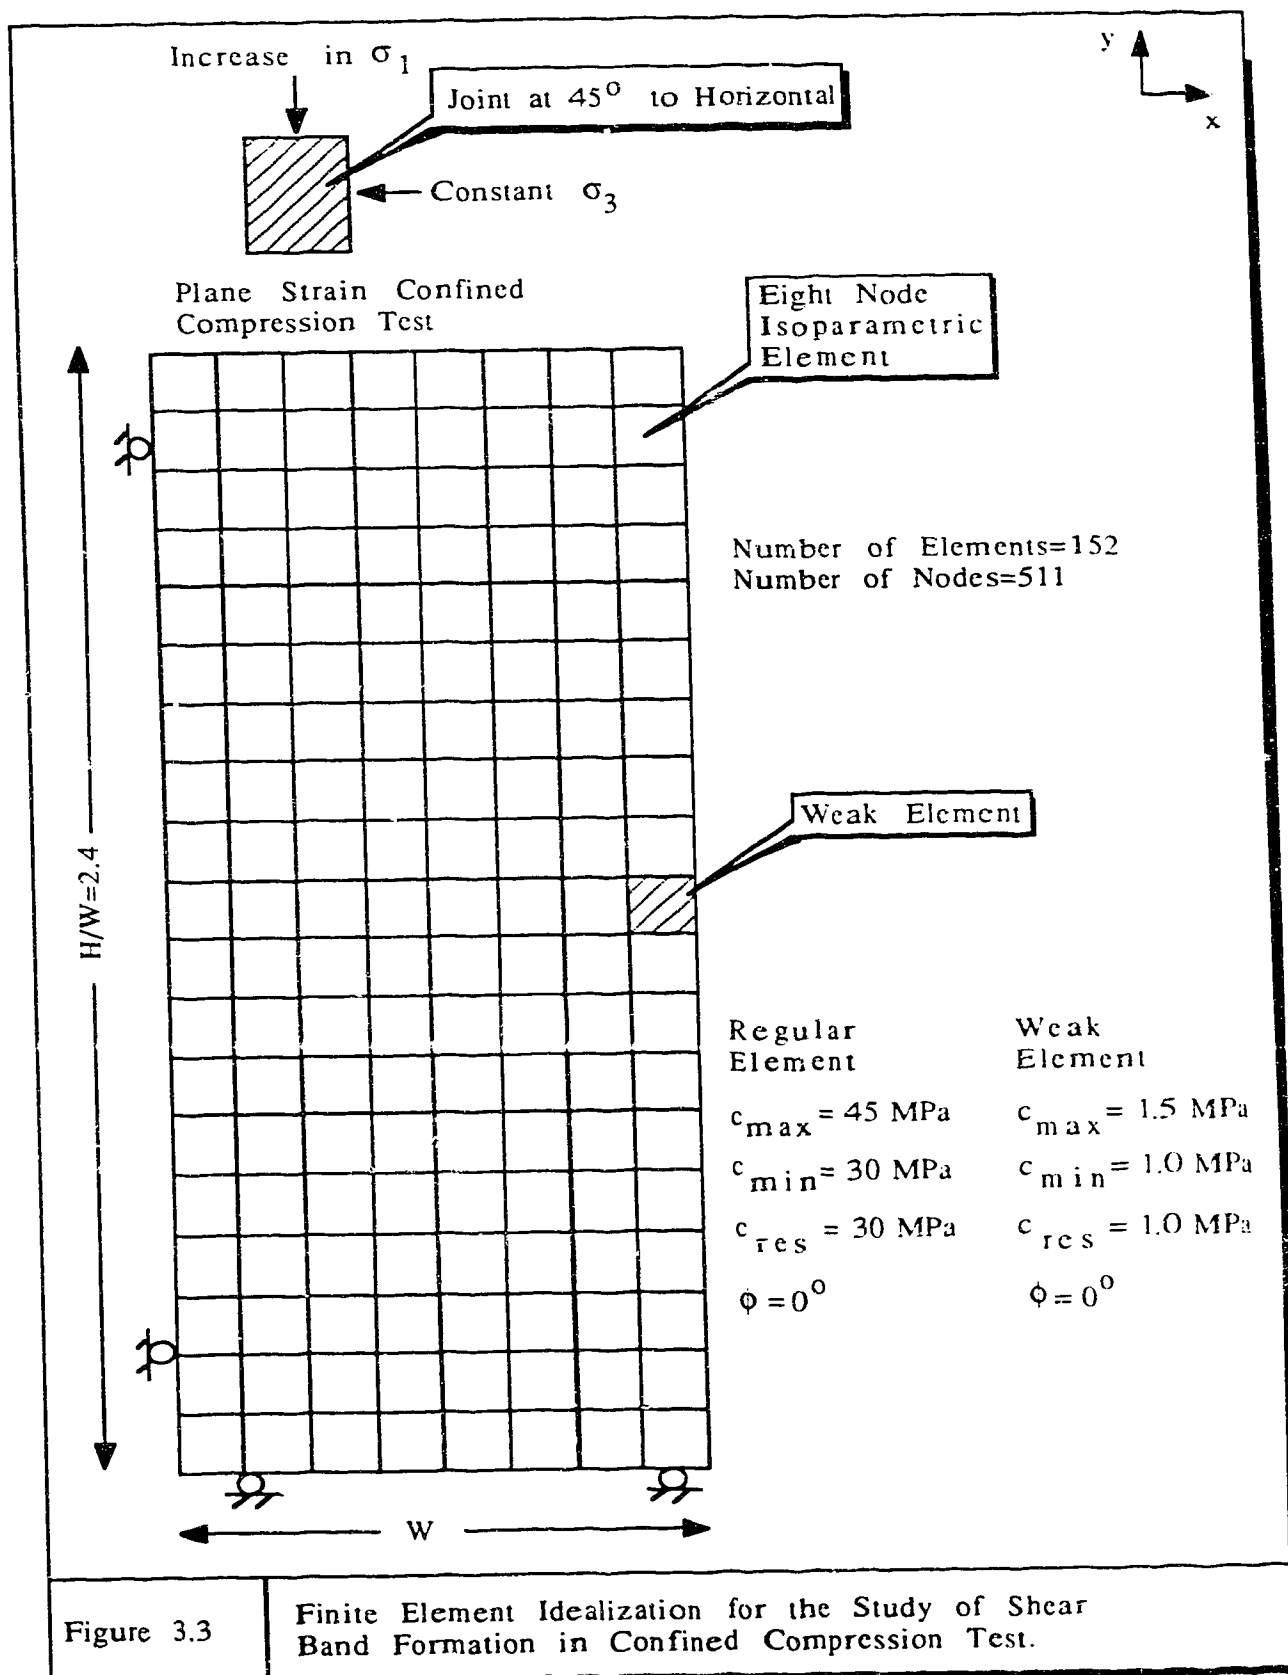 Increase in σ1
Joint at 45° to Horizontal
y
x
Constant σ3
Plane Strain Confined
Compression Test
Eight Node
Isoparametric
Element
Number of Elements=152
Number of Nodes=511
Weak Element
H/W=2.4
Regular
Element
Weak
Element
cmax = 45 MPa
cmax = 1.5 MPa
cmin = 30 MPa
cmin = 1.0 MPa
cres = 30 MPa
cres = 1.0 MPa
ϕ = 0°
ϕ = 0°
W
Figure 3.3
Finite Element Idealization for the Study of Shear
Band Formation in Confined Compression Test.